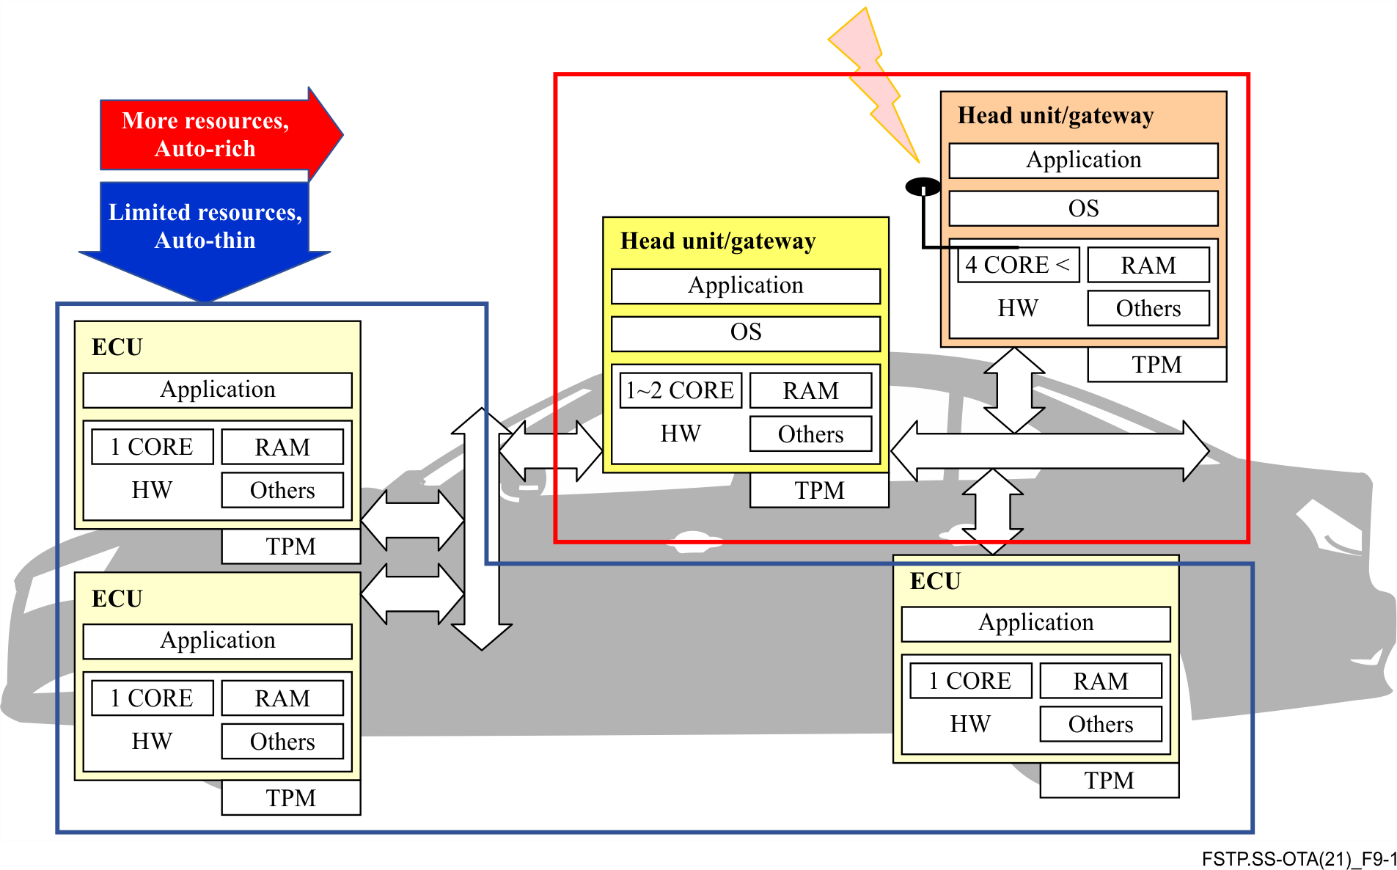 More resources,
Auto-rich
Limited resources,
Auto-thin
Head unit/gateway
Application
OS
4 CORE <
RAM
HW
Others
TPM
Head unit/gateway
Application
OS
1~2 CORE
RAM
HW
Others
TPM
ECU
Application
1 CORE
RAM
HW
Others
TPM
ECU
Application
1 CORE
RAM
HW
Others
TPM
ECU
Application
1 CORE
RAM
HW
Others
TPM
FSTP.SS-OTA(21)_F9-1